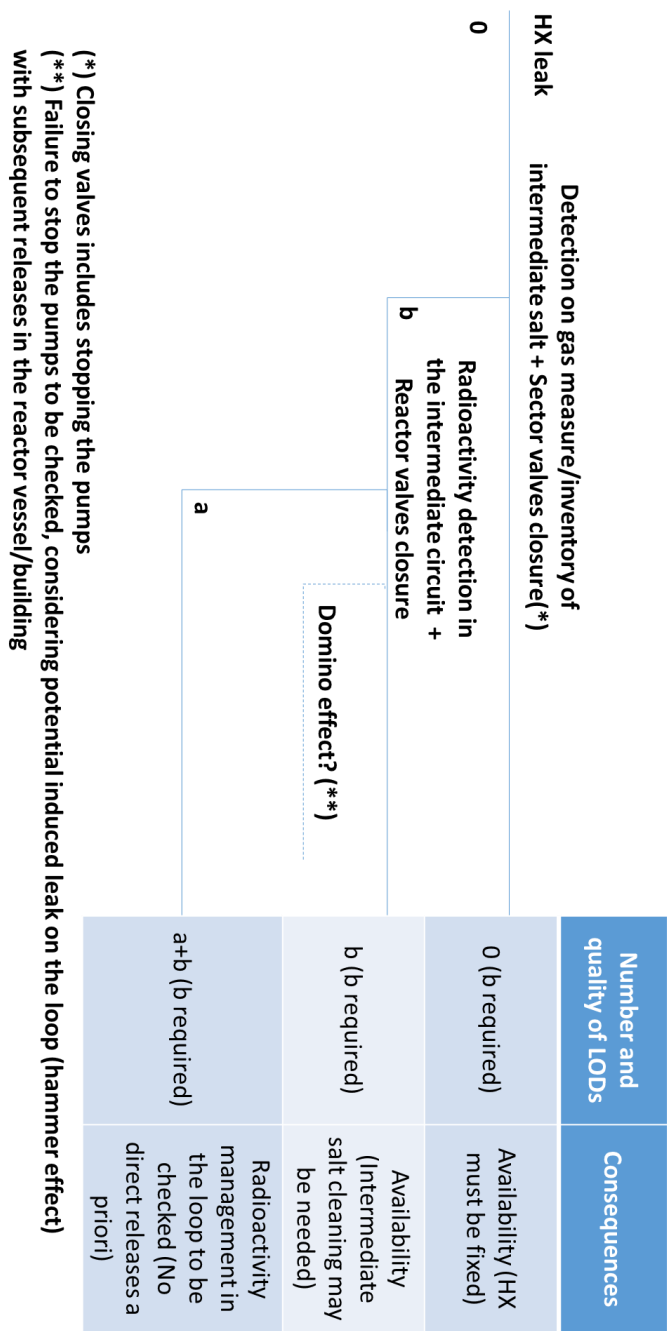 HX leak
0
Detection on gas measure/inventory of
intermediate salt + Sector valves closure(*)
b
Radioactivity detection in
the intermediate circuit +
Reactor valves closure
a
Domino effect? (**)
Number and
quality of LODs
Consequences
0 (b required)
Availability (HX
must be fixed)
b (b required)
Availability
(Intermediate
salt cleaning may
be needed)
a+b (b required)
Radioactivity
management in
the loop to be
checked (No
direct releases a
priori)
(*) Closing valves includes stopping the pumps
(**) Failure to stop the pumps to be checked, considering potential induced leak on the loop (hammer effect)
with subsequent releases in the reactor vessel/building